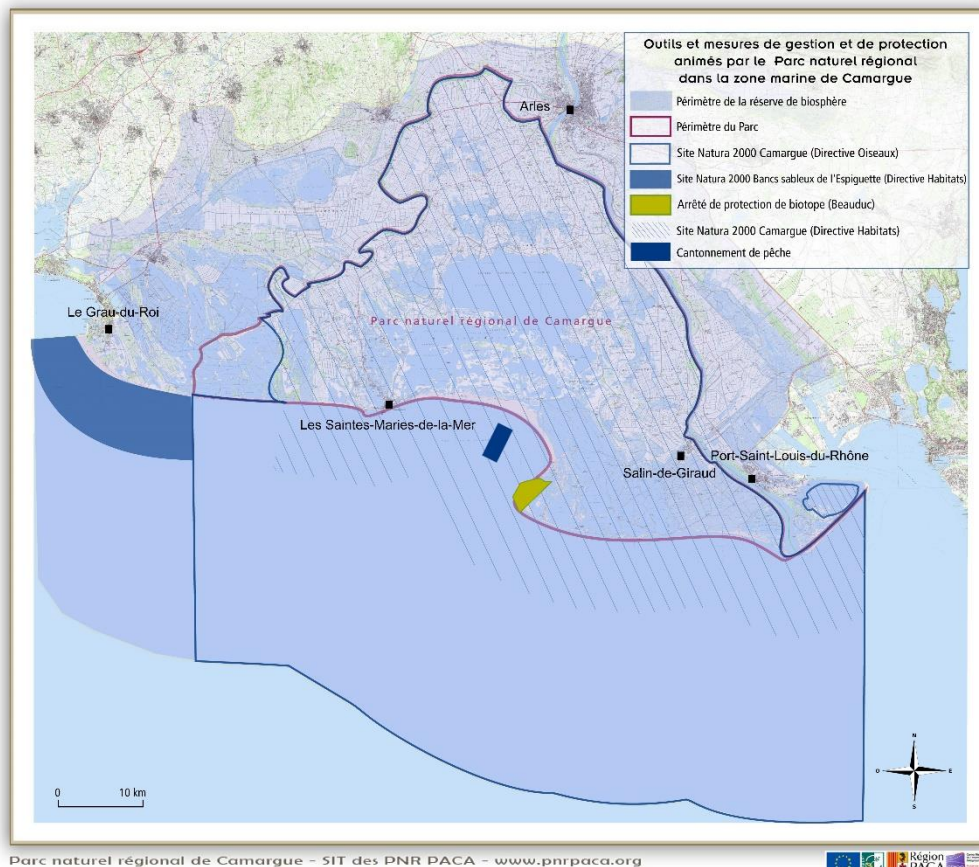 Outils et mesures de gestion et de protection
animés par le Parc naturel régional
dans la zone marine de Camargue
Périmètre de la réserve de biosphère
Périmètre du Parc
Site Natura 2000 Camargue (Directive Oiseaux)
Site Natura 2000 Bancs sableux de l'Espiguette (Directive Habitats)
Arrêté de protection de biotope (Beauduc)
Site Natura 2000 Camargue (Directive Habitats)
Cantonnement de pêche
Arles
Le Grau-du-Roi
Parc naturel régional de Camargue
Les Saintes-Maries-de-la-Mer
Salin-de-Giraud
Port-Saint-Louis-du-Rhône
N
O
E
S
0
10 km
Parc naturel régional de Camargue - SIT des PNR PACA - www.pnrpaca.org
Région
PACA